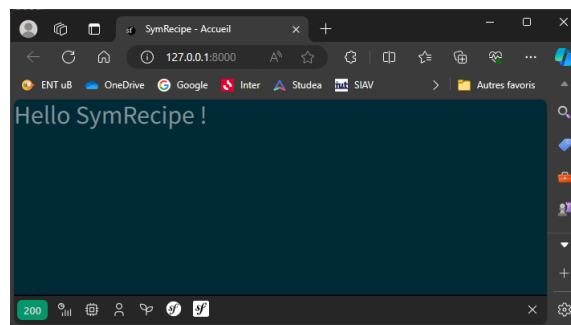 SymRecipe - Accueil
127.0.0.1:8000
ENT uB OneDrive Google Inter Studea iut SIAV Autres favoris
Hello SymRecipe !
200